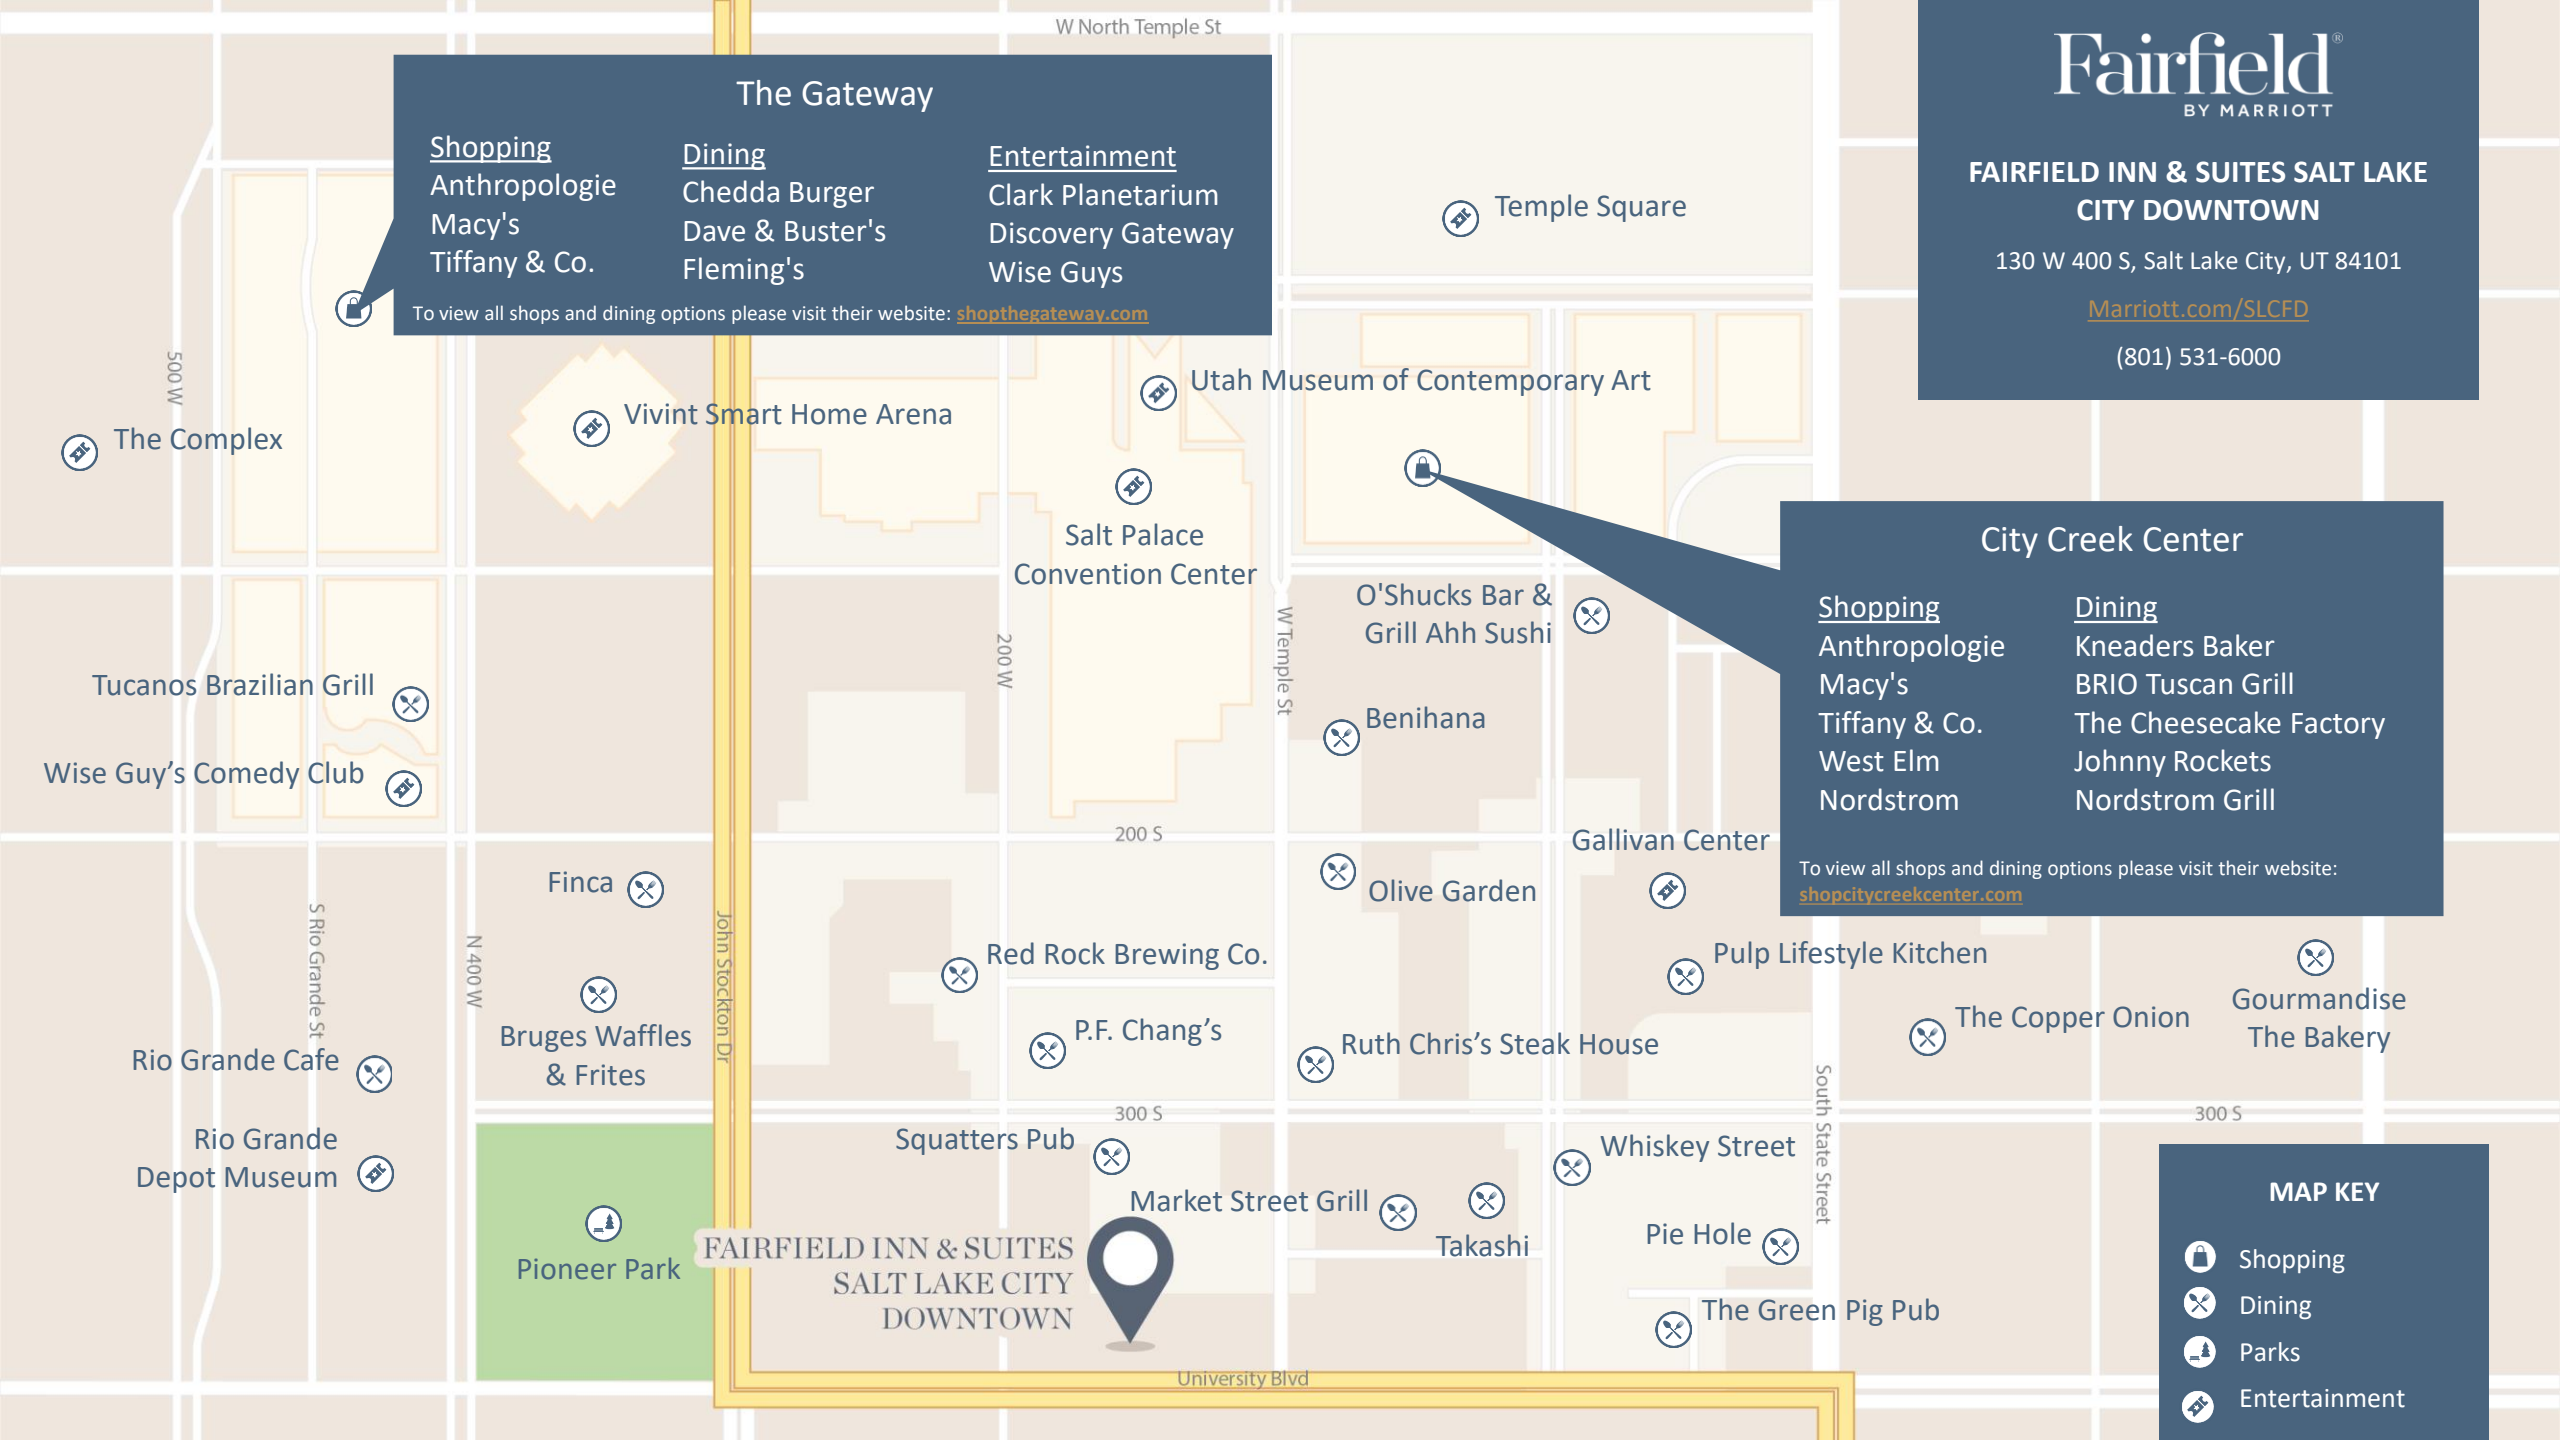 W North Temple St
The Gateway
Shopping
Anthropologie
Macy's
Tiffany & Co.
Dining
Chedda Burger
Dave & Buster's
Fleming's
Entertainment
Clark Planetarium
Discovery Gateway
Wise Guys
To view all shops and dining options please visit their website: shopthegateway.com
Fairfield®
BY MARRIOTT
FAIRFIELD INN & SUITES SALT LAKE
CITY DOWNTOWN
130 W 400 S, Salt Lake City, UT 84101
Marriott.com/SLCFD
(801) 531-6000
Temple Square
500 W
The Complex
Vivint Smart Home Arena
Utah Museum of Contemporary Art
Salt Palace
Convention Center
City Creek Center
Shopping
Anthropologie
Macy's
Tiffany & Co.
West Elm
Nordstrom
Dining
Kneaders Baker
BRIO Tuscan Grill
The Cheesecake Factory
Johnny Rockets
Nordstrom Grill
To view all shops and dining options please visit their website:
shopcitycreekcenter.com
O'Shucks Bar &
Grill Ahh Sushi
200 W
W Temple St
Tucanos Brazilian Grill
Benihana
Wise Guy’s Comedy Club
200 S
Gallivan Center
Finca
Olive Garden
S Rio Grande St
N 400 W
John Stockton Dr
Red Rock Brewing Co.
Pulp Lifestyle Kitchen
Gourmandise
The Bakery
The Copper Onion
Bruges Waffles
& Frites
P.F. Chang’s
Ruth Chris’s Steak House
Rio Grande Cafe
South State Street
300 S
300 S
Rio Grande
Depot Museum
Squatters Pub
Whiskey Street
Market Street Grill
Takashi
Pie Hole
Pioneer Park
FAIRFIELD INN & SUITES
SALT LAKE CITY
DOWNTOWN
The Green Pig Pub
University Blvd
MAP KEY
Shopping
Dining
Parks
Entertainment